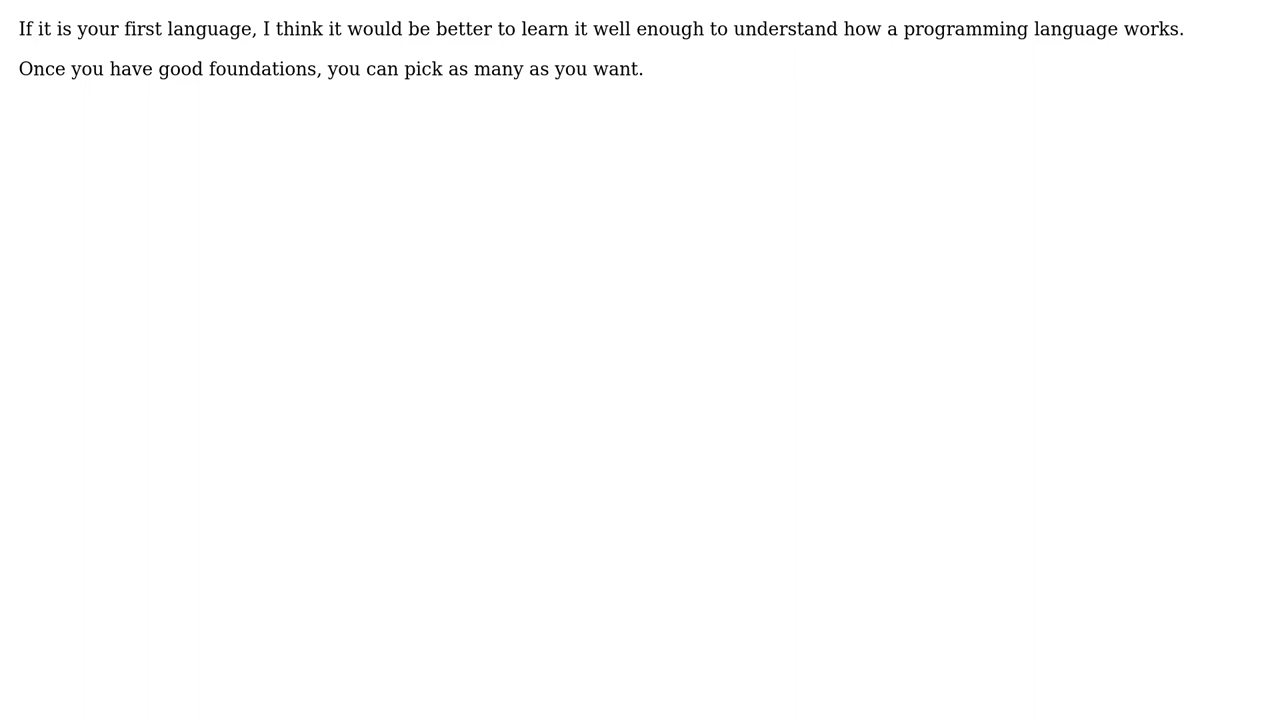 If it is your first language, I think it would be better to learn it well enough to understand how a programming language works.
Once you have good foundations, you can pick as many as you want.